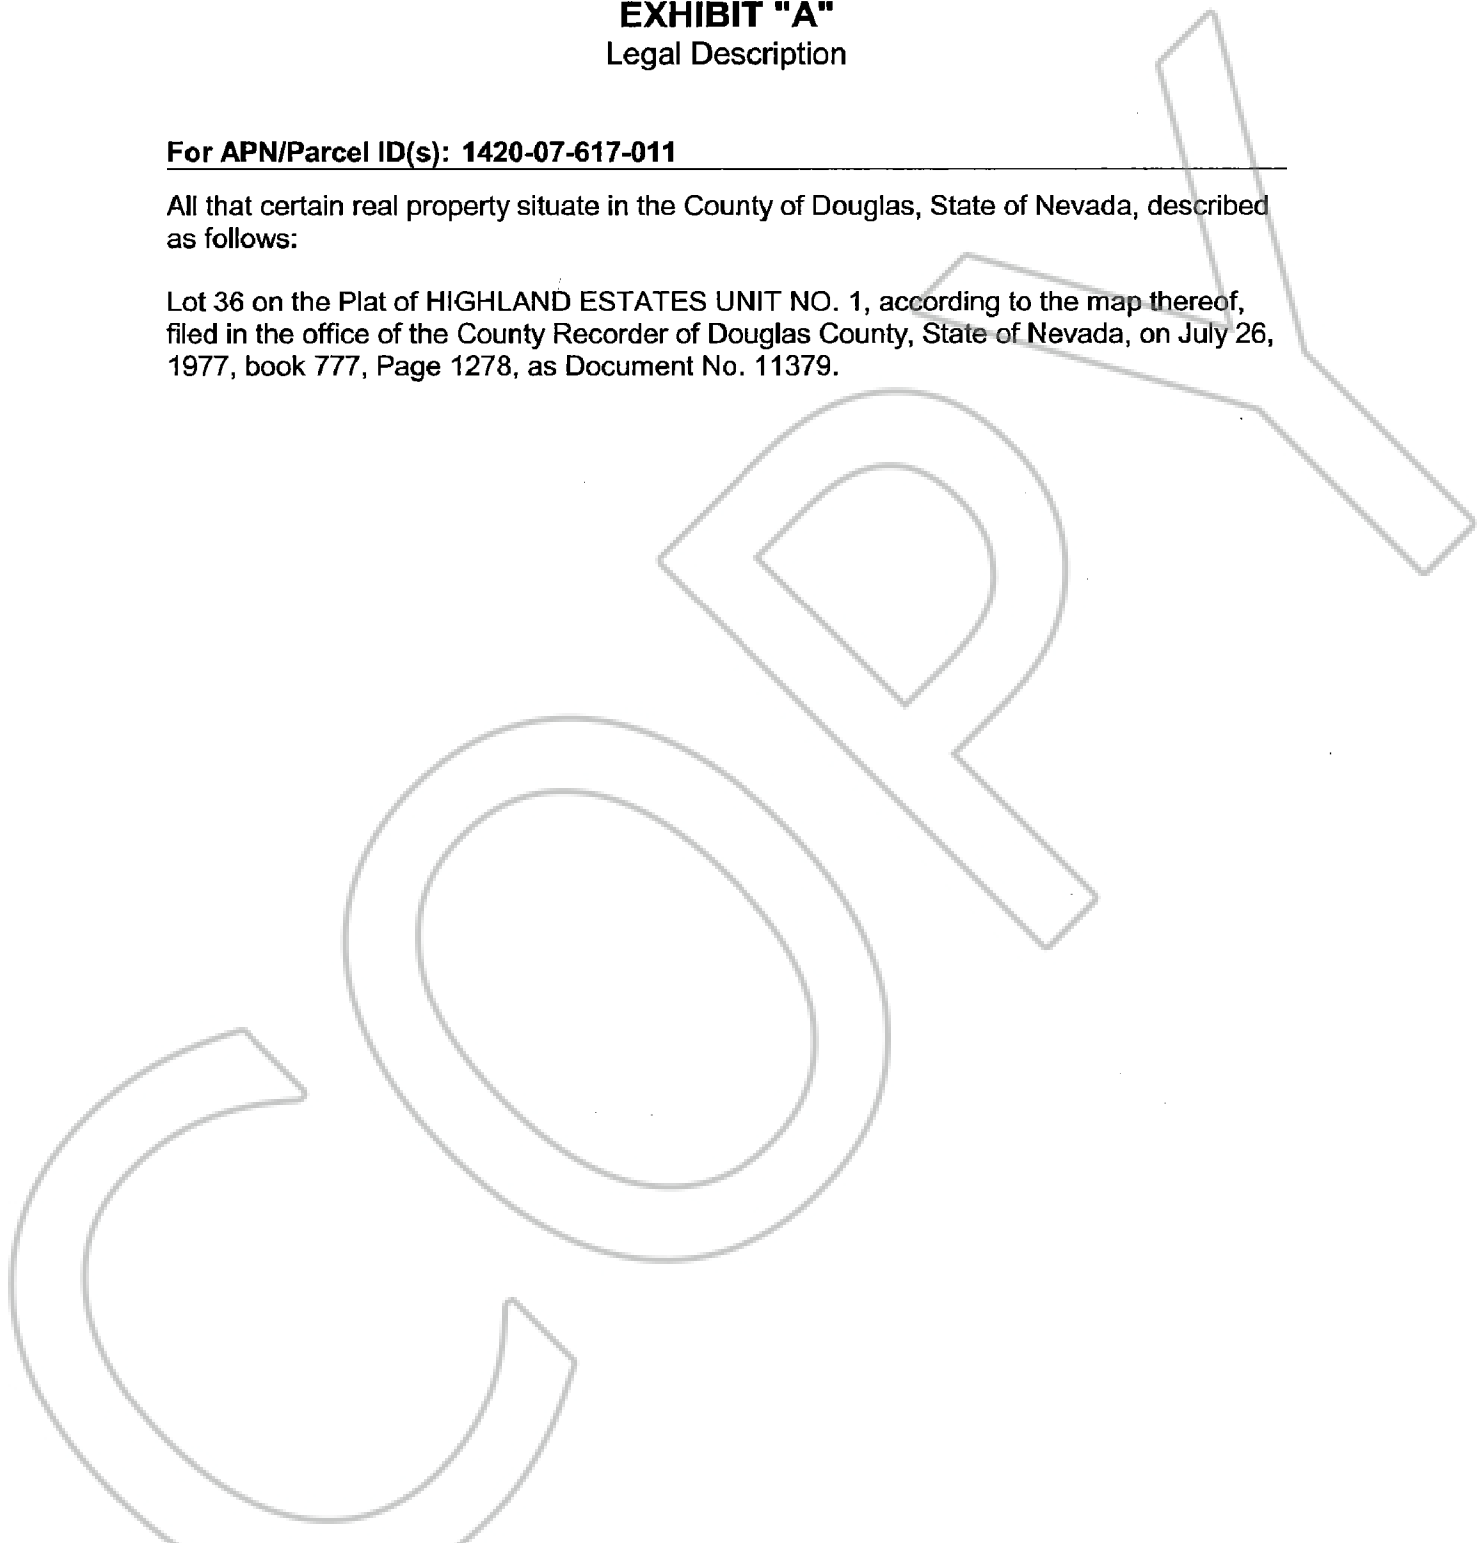 EXHIBIT "A"
Legal Description
For APN/Parcel ID(s): 1420-07-617-011
All that certain real property situate in the County of Douglas, State of Nevada, described
as follows:
Lot 36 on the Plat of HIGHLAND ESTATES UNIT NO. 1, according to the map thereof,
filed in the office of the County Recorder of Douglas County, State of Nevada, on July 26,
1977, book 777, Page 1278, as Document No. 11379.
COPY